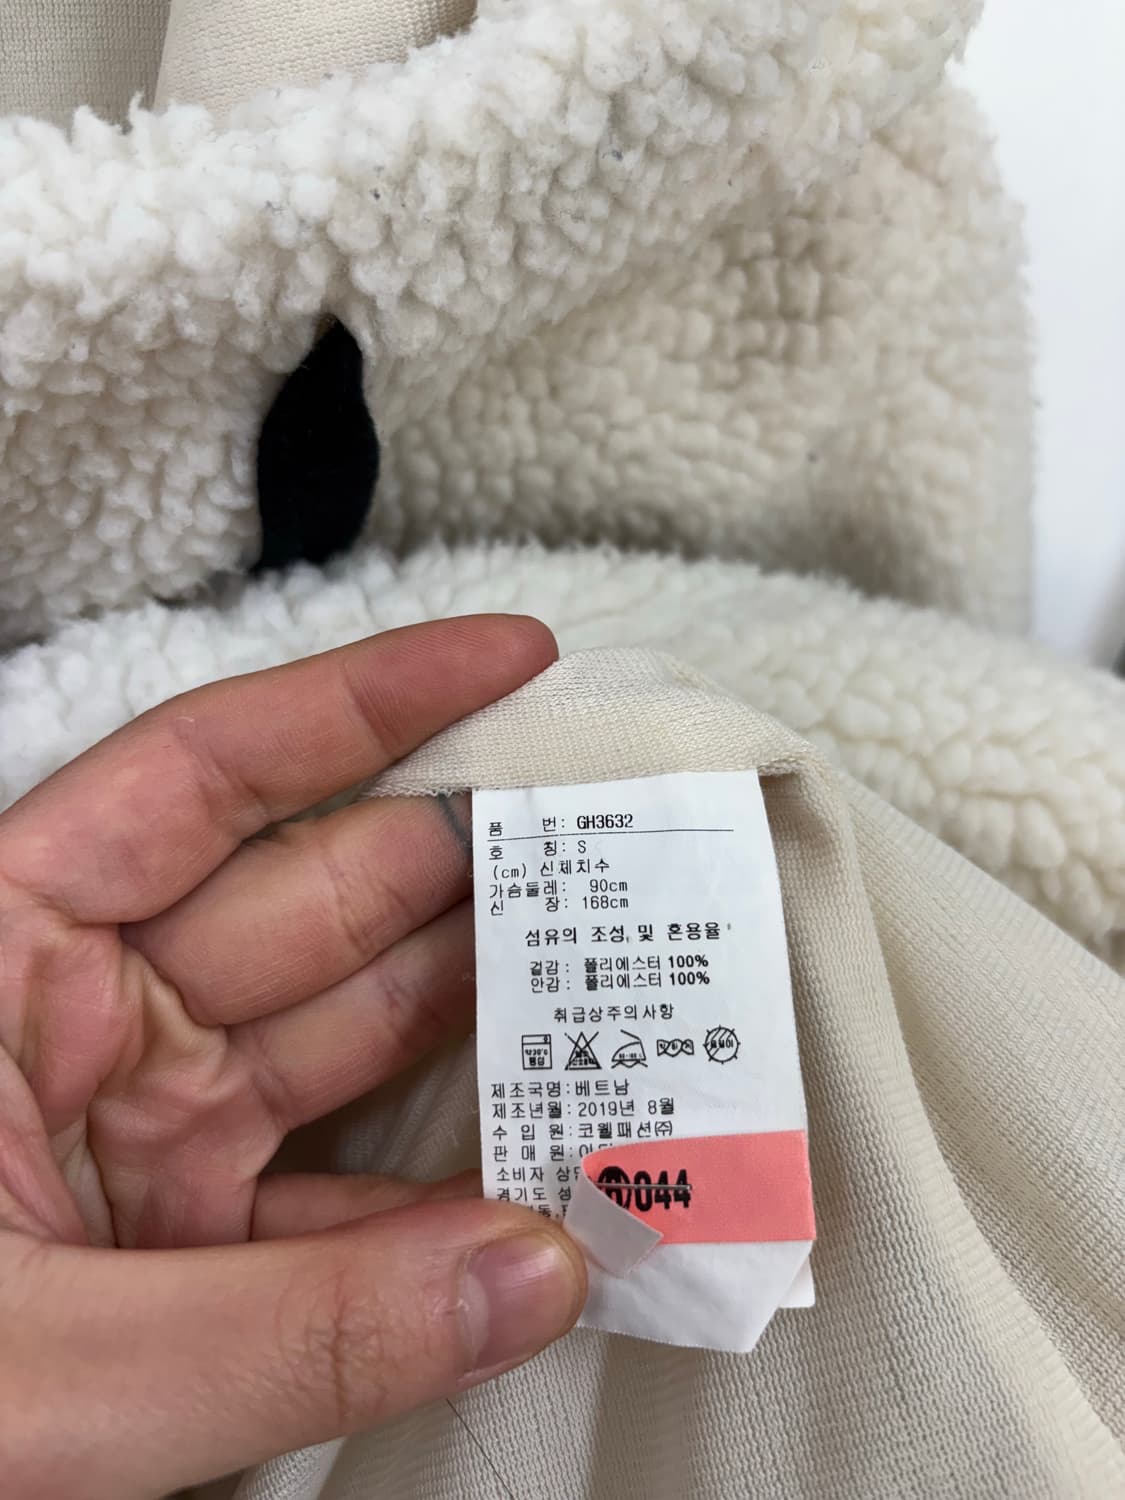 품 번: GH3632
호 칭: S
(cm) 신체치수
가슴둘레: 90cm
신 장: 168cm
섬유의 조성, 및 혼용율
겉감: 폴리에스터 100%
안감: 폴리에스터 100%
취급상주의사항
약30℃
중성
제조국명: 베트남
제조년월: 2019년 8월
수 입 원: 코웰패션㈜
판 매 원:
소비자
경기도
044